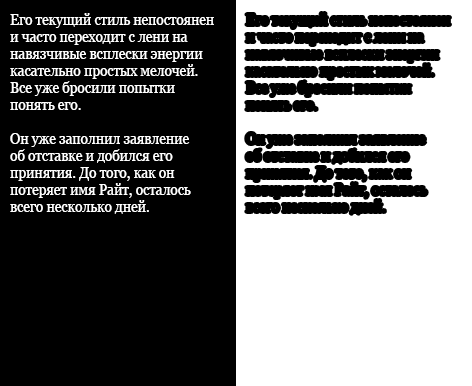 Его текущий стиль непостоянен
и часто переходит с лени на
навязчивые всплески энергии
касательно простых мелочей.
Все уже бросили попытки
понять его.
Он уже заполнил заявление
об отставке и добился его
принятия. До того, как он
потеряет имя Райт, осталось
всего несколько дней.
Его текущий стиль непостоянен
и часто переходит с лени на
навязчивые всплески энергии
касательно простых мелочей.
Все уже бросили попытки
понять его.
Он уже заполнил заявление
об отставке и добился его
принятия. До того, как он
потеряет имя Райт, осталось
всего несколько дней.